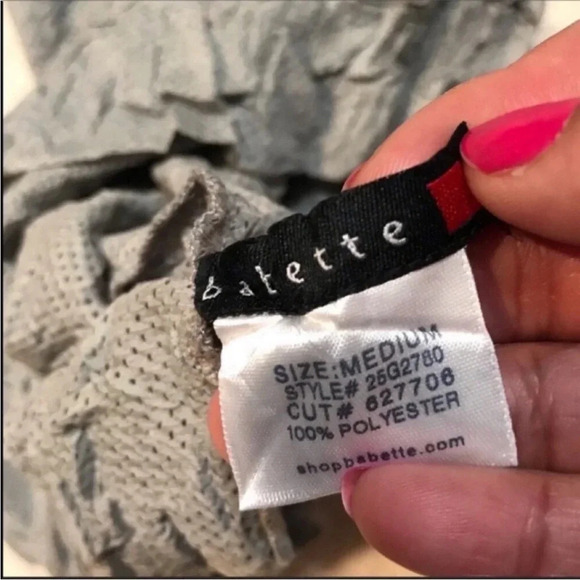 babette
SIZE: MEDIUM
STYLE# 25G2780
CUT# 627706
100% POLYESTER
shopbabette.com